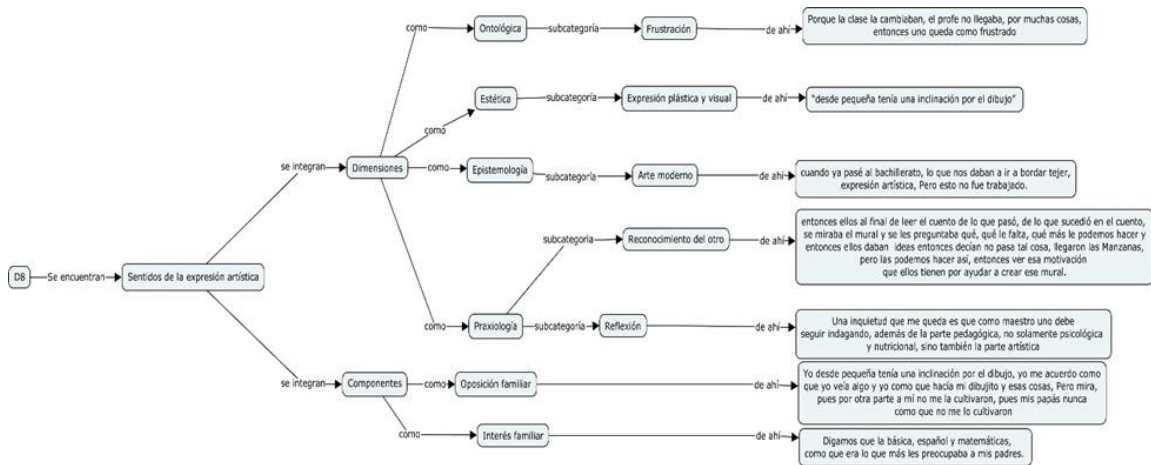 como
Ontológica
subcategoría
Frustración
de ahí
Porque la clase la cambiaban, el profe no llegaba, por muchas cosas,
entonces uno queda como frustrado
como
Estética
subcategoría
Expresión plástica y visual
de ahí
"desde pequeña tenía una inclinación por el dibujo"
se integran
Dimensiones
como
Epistemología
subcategoría
Arte moderno
de ahí
cuando ya pasé al bachillerato, lo que nos daban a ir a bordar tejer,
expresión artística, Pero esto no fue trabajado.
subcategoría
Reconocimiento del otro
de ahí
entonces ellos al final de leer el cuento de lo que pasó, de lo que sucedió en el cuento,
se miraba el mural y se les preguntaba qué, qué le falta, qué más le podemos hacer y
entonces ellos daban ideas entonces decían no pasa tal cosa, llegaron las Manzanas,
pero las podemos hacer así, entonces ver esa motivación
que ellos tienen por ayudar a crear ese mural.
DB
Se encuentran
Sentidos de la expresión artística
como
Praxiología
subcategoría
Reflexión
de ahí
Una inquietud que me queda es que como maestro uno debe
seguir indagando, además de la parte pedagógica, no solamente psicológica
y nutricional, sino también la parte artística
se integran
Componentes
como
Oposición familiar
de ahí
Yo desde pequeña tenía una inclinación por el dibujo, yo me acuerdo como
que yo veía algo y yo como que hacía mi dibujito y esas cosas, Pero mira,
pues por otra parte a mí no me la cultivaron, pues mis papás nunca
como que no me lo cultivaron
como
Interés familiar
de ahí
Digamos que la básica, español y matemáticas,
como que era lo que más les preocupaba a mis padres.